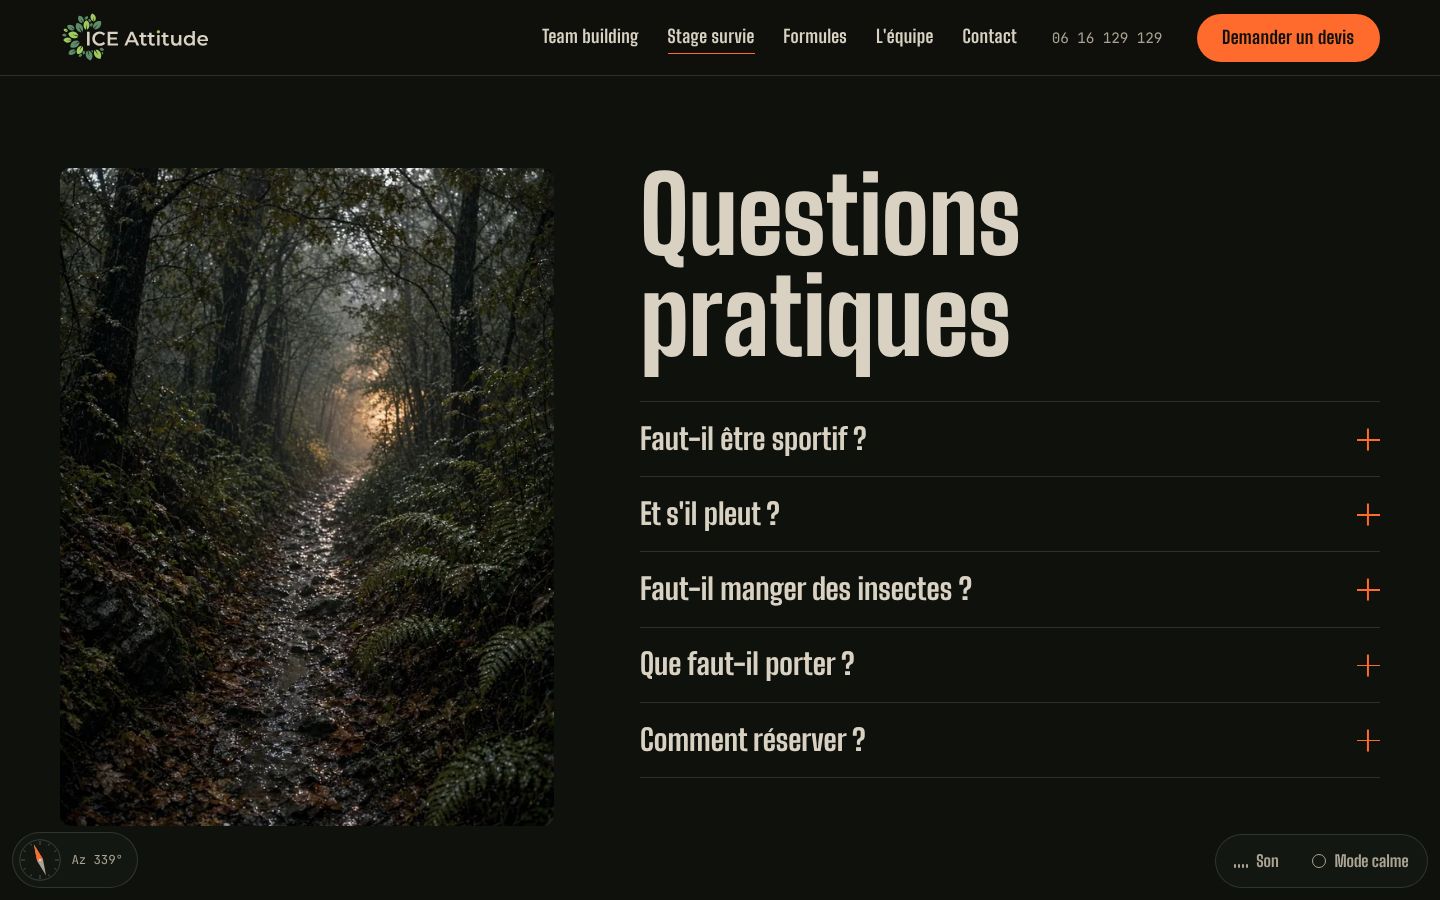 ICE Attitude
Team building
Stage survie
Formules
L'équipe
Contact
06 16 129 129
Demander un devis
Questions
pratiques
Faut-il être sportif ?
Et s'il pleut ?
Faut-il manger des insectes ?
Que faut-il porter ?
Comment réserver ?
Az 339°
Son
Mode calme